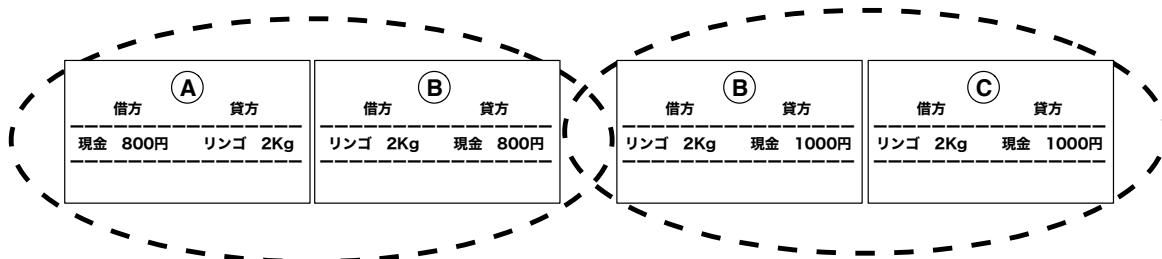 A
借方 貸方
現金 800円 リンゴ 2Kg
B
借方 貸方
リンゴ 2Kg 現金 800円
B
借方 貸方
リンゴ 2Kg 現金 1000円
C
借方 貸方
リンゴ 2Kg 現金 1000円